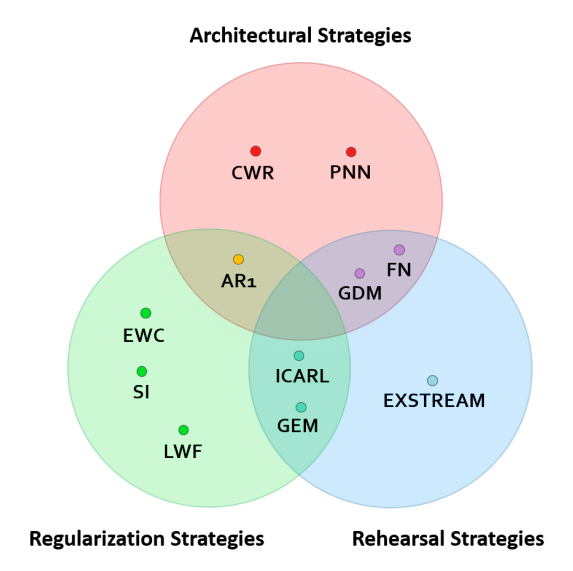 Architectural Strategies
CWR
PNN
AR1
FN
GDM
EWC
ICARL
SI
EXSTREAM
GEM
LWF
Regularization Strategies
Rehearsal Strategies